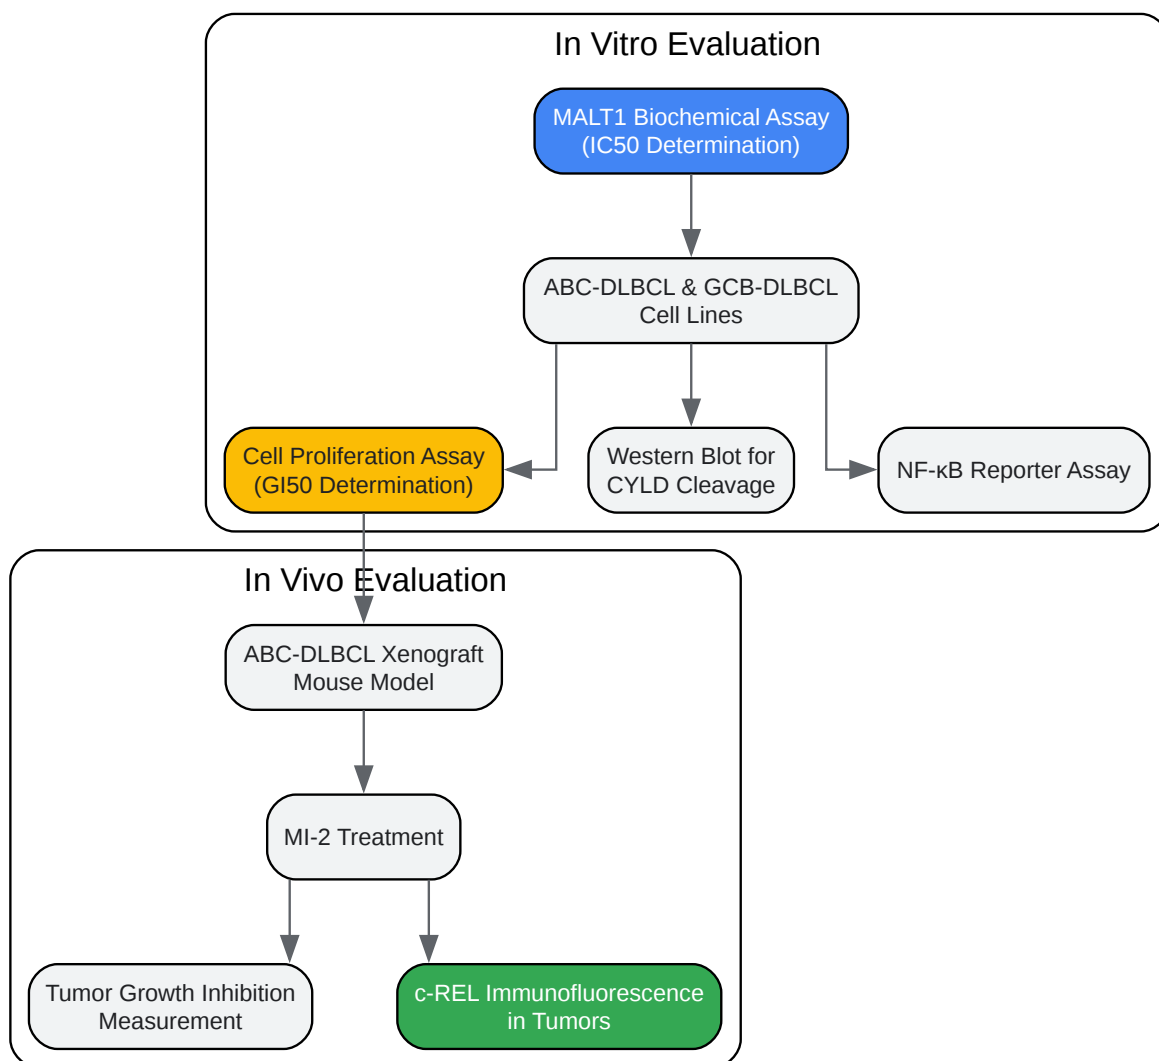 In Vitro Evaluation
MALT1 Biochemical Assay
(IC50 Determination)
ABC-DLBCL & GCB-DLBCL
Cell Lines
Cell Proliferation Assay
(GI50 Determination)
Western Blot for
CYLD Cleavage
NF-κB Reporter Assay
In Vivo Evaluation
ABC-DLBCL Xenograft
Mouse Model
MI-2 Treatment
Tumor Growth Inhibition
Measurement
c-REL Immunofluorescence
in Tumors